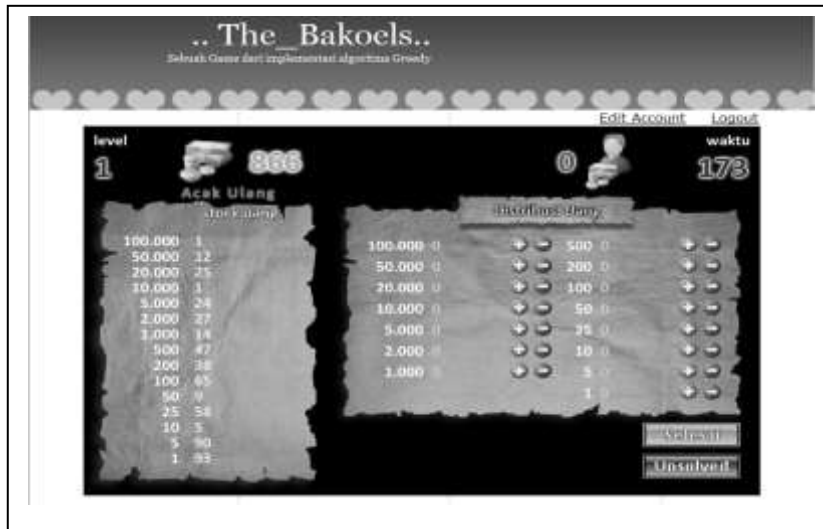 .. The_Bakoels..
Sebuah Game dari implementasi algoritma Greedy
Edit Account Logout
level
1
866
Acak Ulang
0
waktu
173
Distribusi Uang
100.000 1
50.000 12
20.000 25
10.000 1
5.000 24
2.000 27
1.000 14
500 47
200 38
100 65
50 9
25 58
10 5
5 90
1 93
100.000 0 + - 500 0 + -
50.000 0 + - 200 0 + -
20.000 0 + - 100 0 + -
10.000 0 + - 50 0 + -
5.000 0 + - 25 0 + -
2.000 0 + - 10 0 + -
1.000 0 + - 5 0 + -
1 0 + -
Selesai
Unsolved